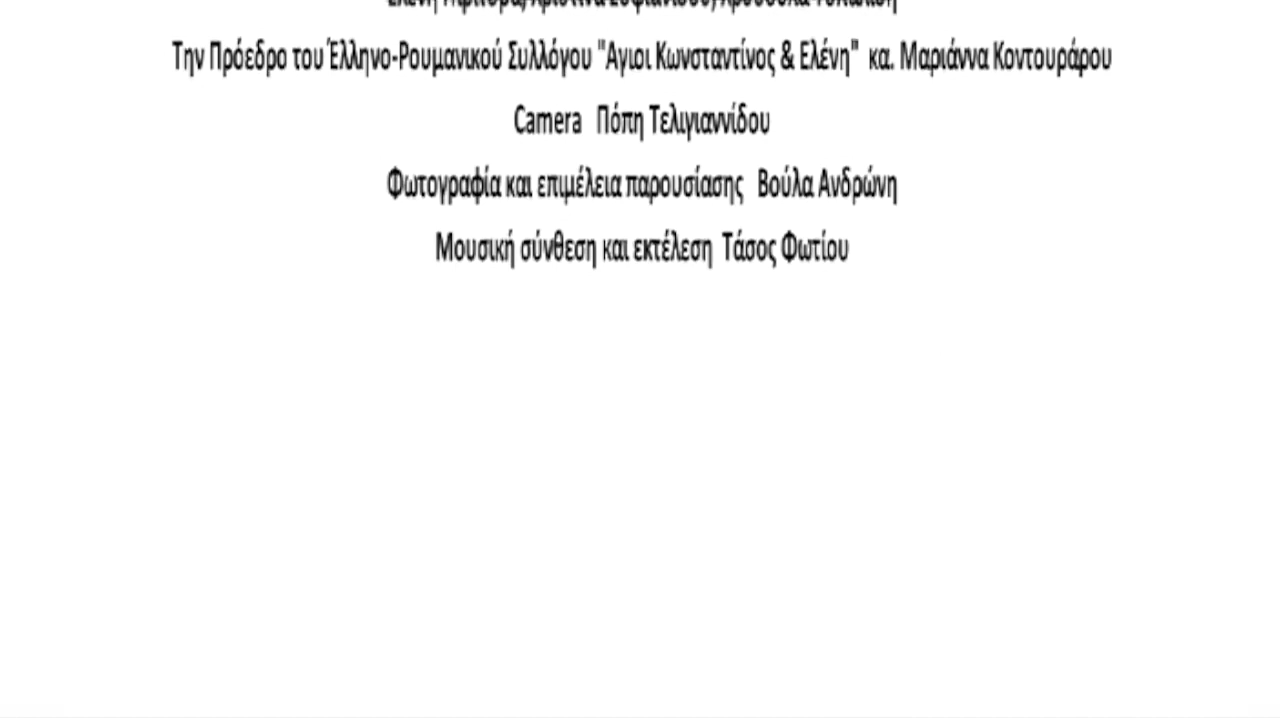 Την Πρόεδρο του Έλληνο-Ρουμανικού Συλλόγου "Άγιοι Κωνσταντίνος & Ελένη" κα. Μαριάννα Κοντουράρου
Camera Πόπη Τελιγιαννίδου
Φωτογραφία και επιμέλεια παρουσίασης Βούλα Ανδρώνη
Μουσική σύνθεση και εκτέλεση Τάσος Φωτίου